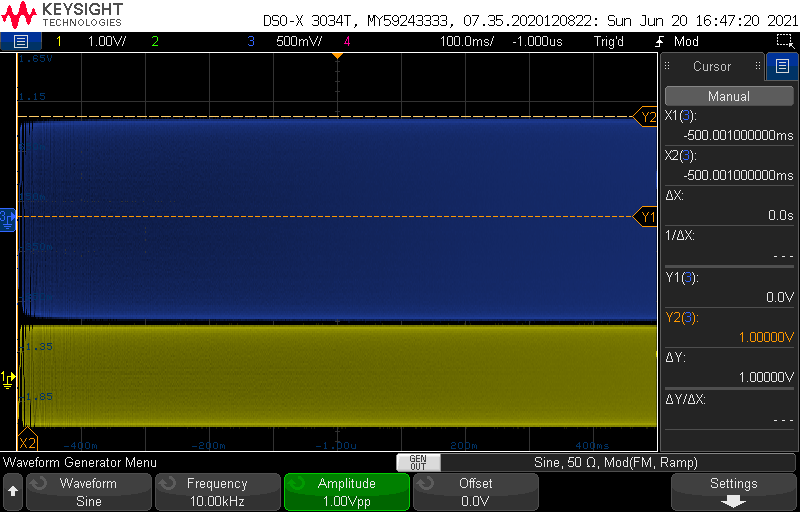 KEYSIGHT
TECHNOLOGIES
DSO-X 3034T, MY59243333, 07.35.2020120822: Sun Jun 20 16:47:20 2021
1 1.00V/ 2 3 500mV/ 4 100.0ms/ -1.000us Trig'd Mod
1.65V
1.15
Cursor
Manual
X1(3):
-500.001000000ms
X2(3):
-500.001000000ms
ΔX:
0.0s
1/ΔX:
- - -
Y1(3):
0.0V
Y2(3):
1.00000V
ΔY:
1.00000V
ΔY/ΔX:
- - -
Y2
3
Y1
-1.35
1
-1.85
X2
-400m -200m -1.00u 200m 400ms
Waveform Generator Menu
GEN
OUT
Sine, 50 Ω, Mod(FM, Ramp)
Waveform
Sine
Frequency
10.00kHz
Amplitude
1.00Vpp
Offset
0.0V
Settings